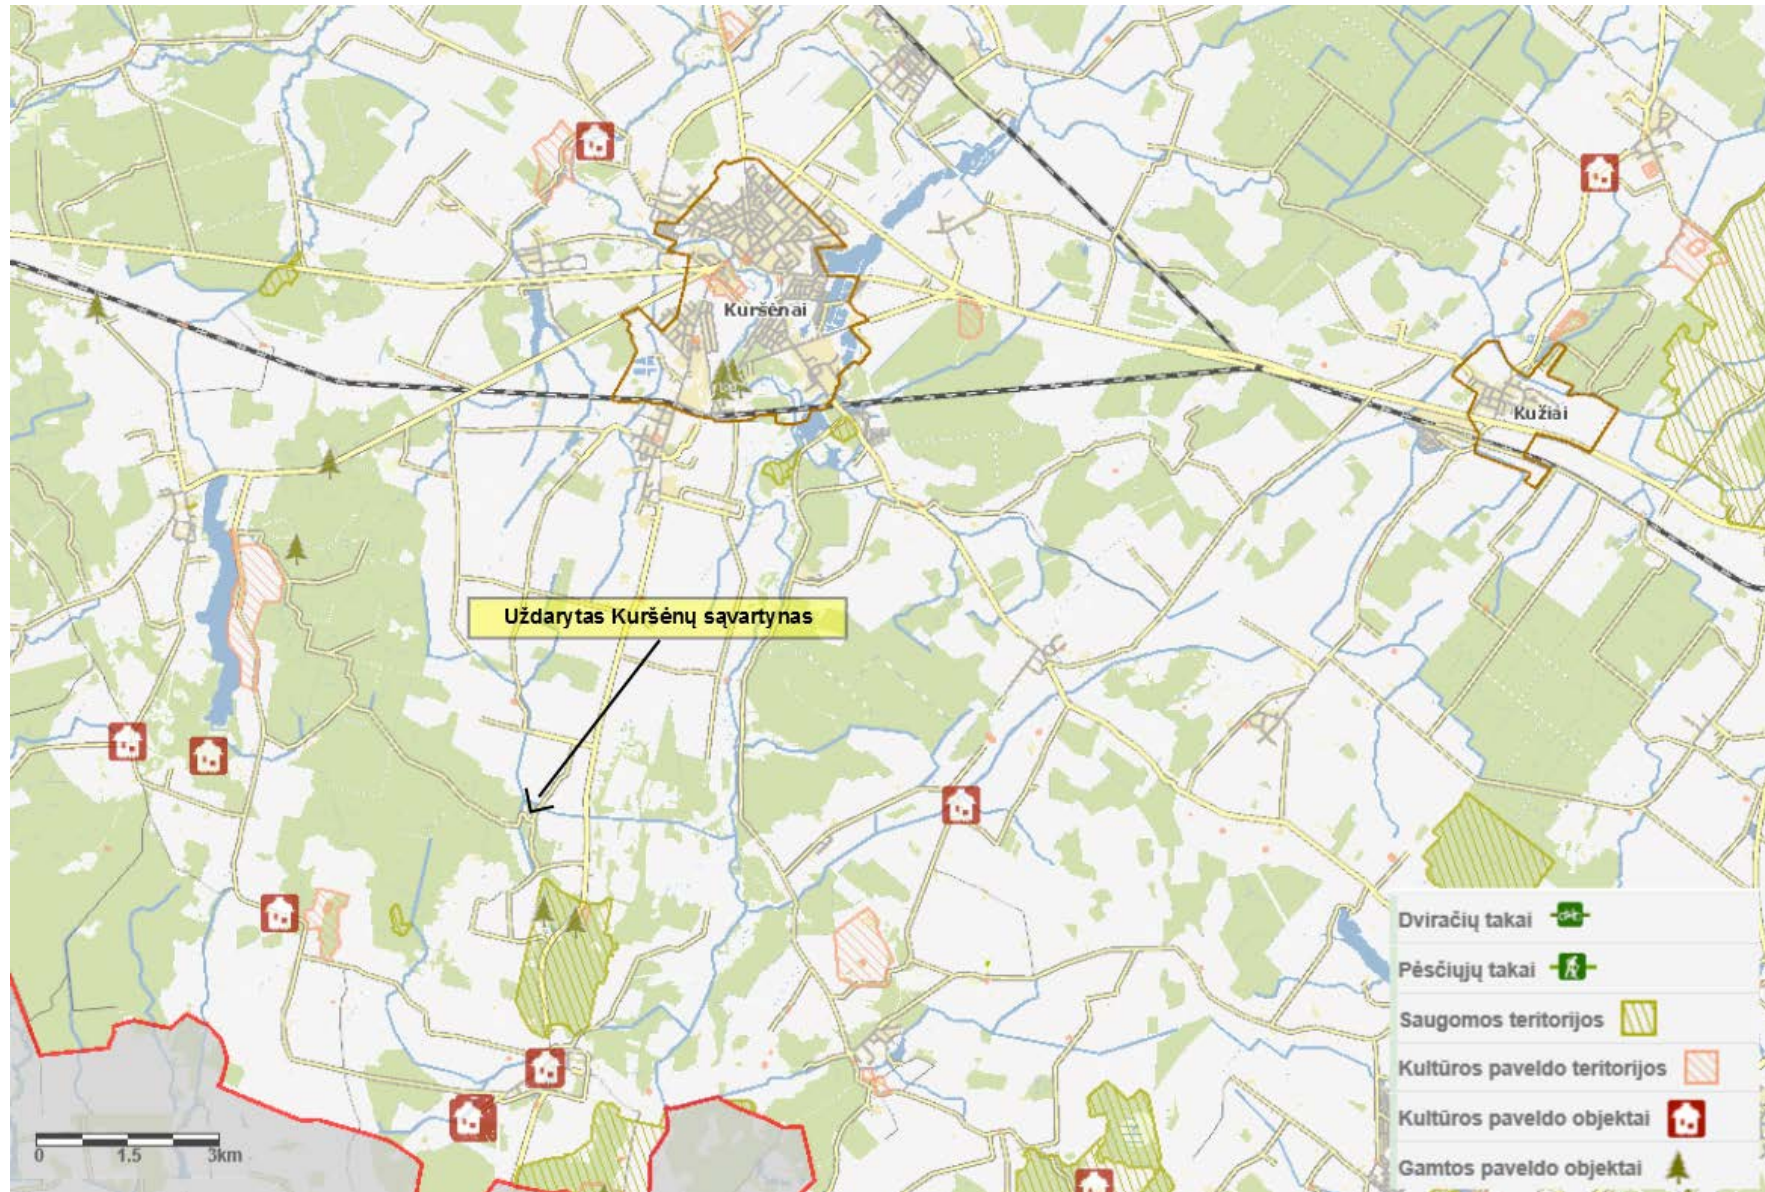 Kuršėnai
Kužiai
Uždarytas Kuršėnų sąvartynas
Dviračių takai
Pėsčiųjų takai
Saugomos teritorijos
Kultūros paveldo teritorijos
Kultūros paveldo objektai
Gamtos paveldo objektai
0 1.5 3km